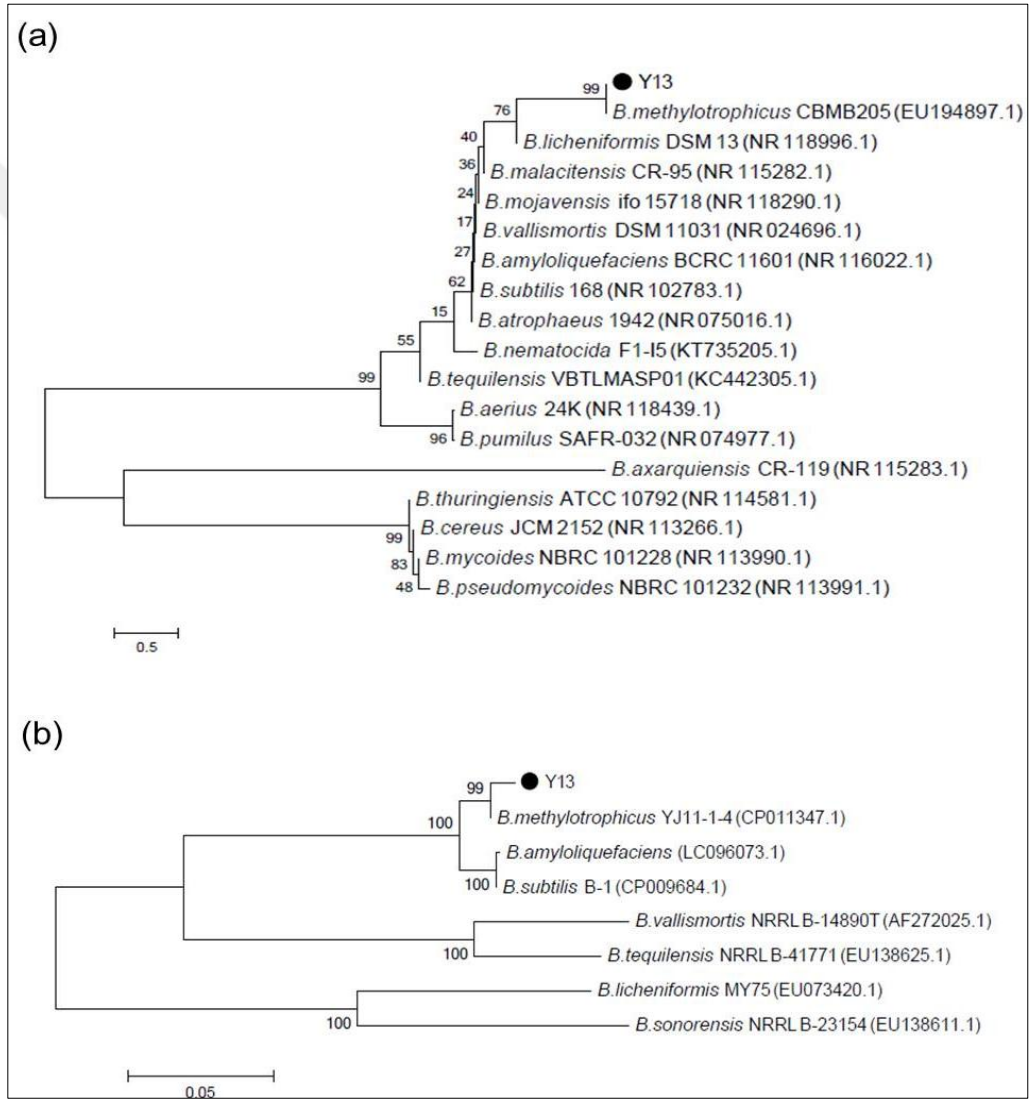 (a)
Y13
99
B.methylotrophicus CBMB205 (EU194897.1)
76
B.licheniformis DSM 13 (NR 118996.1)
40
B.malacitensis CR-95 (NR 115282.1)
36
B.mojavensis ifo 15718 (NR 118290.1)
24
B.vallismortis DSM 11031 (NR 024696.1)
17
B.amyloliquefaciens BCRC 11601 (NR 116022.1)
27
B.subtilis 168 (NR 102783.1)
62
B.atrophaeus 1942 (NR 075016.1)
15
B.nematocida F1-I5 (KT735205.1)
55
B.tequilensis VBTLMASP01 (KC442305.1)
99
B.aerius 24K (NR 118439.1)
96
B.pumilus SAFR-032 (NR 074977.1)
B.axarquiensis CR-119 (NR 115283.1)
B.thuringiensis ATCC 10792 (NR 114581.1)
B.cereus JCM 2152 (NR 113266.1)
99
B.mycoides NBRC 101228 (NR 113990.1)
83
B.pseudomycoides NBRC 101232 (NR 113991.1)
48
0.5
(b)
Y13
99
B.methylotrophicus YJ11-1-4 (CP011347.1)
100
B.amyloliquefaciens (LC096073.1)
100
B.subtilis B-1 (CP009684.1)
B.vallismortis NRRL B-14890T (AF272025.1)
100
B.tequilensis NRRL B-41771 (EU138625.1)
B.licheniformis MY75 (EU073420.1)
100
B.sonorensis NRRL B-23154 (EU138611.1)
0.05